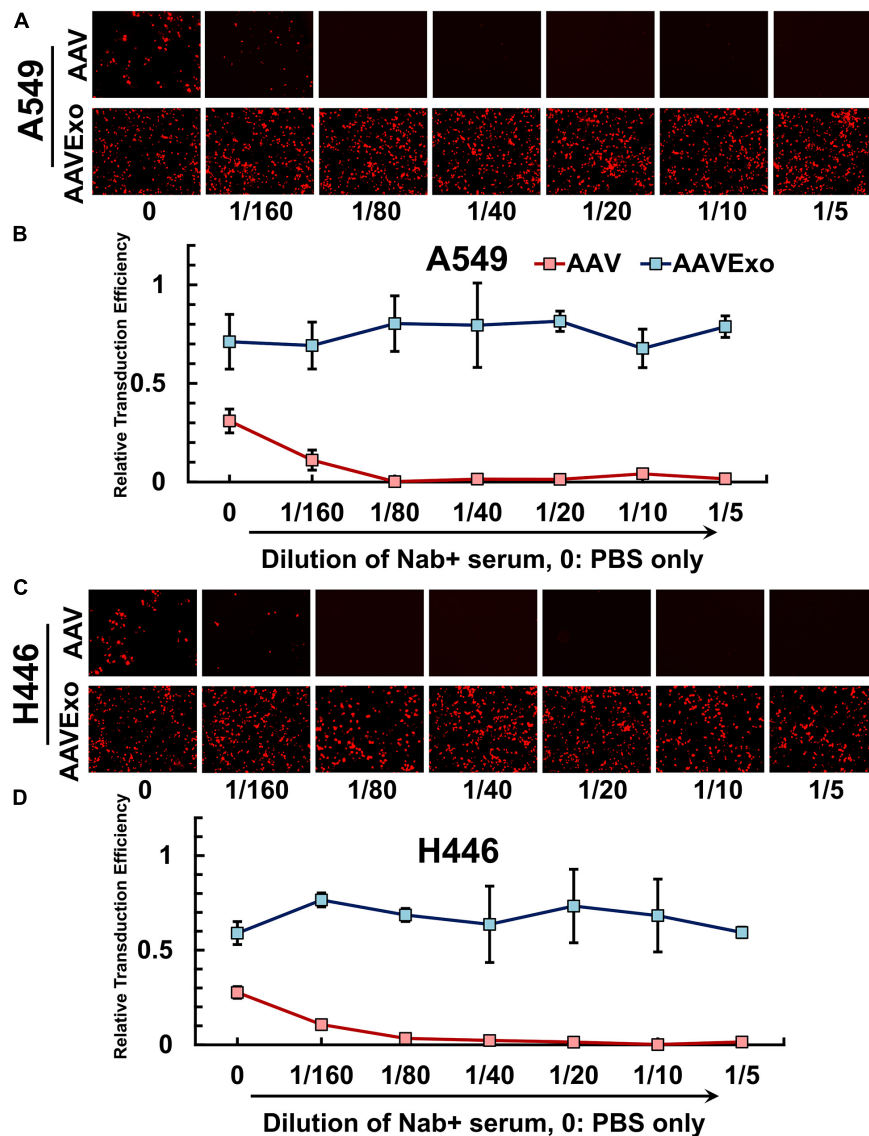 A
A549
AAV
AAVExo
0 1/160 1/80 1/40 1/20 1/10 1/5
B
Relative Transduction Efficiency
A549
AAV AAVExo
1
0.5
0
0 1/160 1/80 1/40 1/20 1/10 1/5
Dilution of Nab+ serum, 0: PBS only
C
H446
AAV
AAVExo
0 1/160 1/80 1/40 1/20 1/10 1/5
D
Relative Transduction Efficiency
H446
1
0.5
0
0 1/160 1/80 1/40 1/20 1/10 1/5
Dilution of Nab+ serum, 0: PBS only